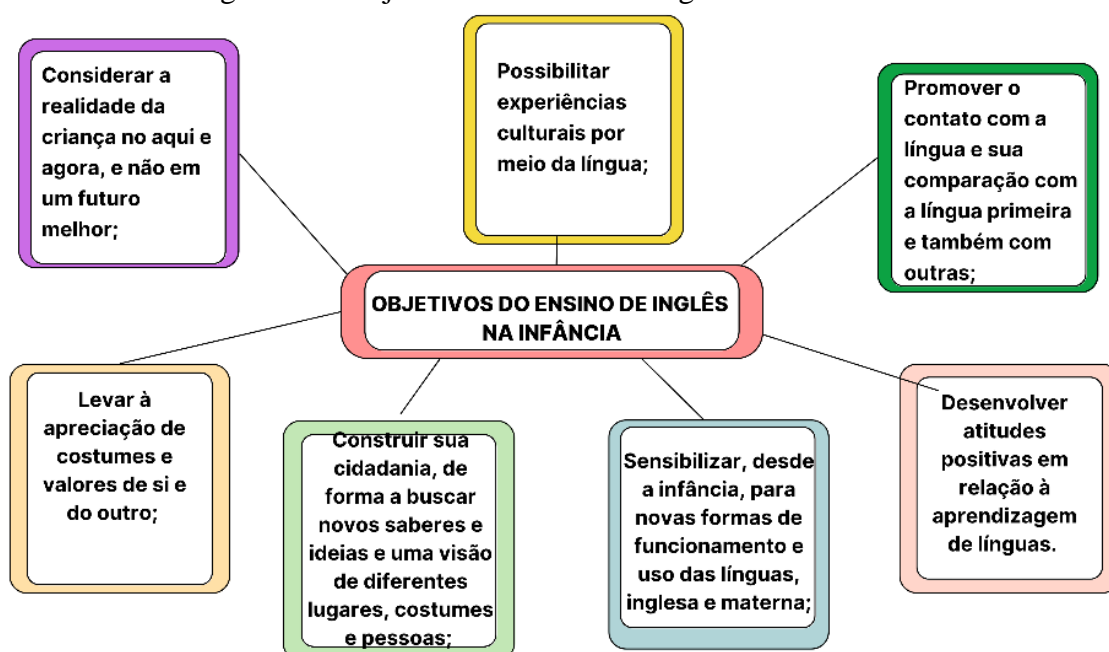 Considerar a
realidade da
criança no aqui e
agora, e não em
um futuro
melhor;
Possibilitar
experiências
culturais por
meio da língua;
Promover o
contato com a
língua e sua
comparação com
a língua primeira
e também com
outras;
OBJETIVOS DO ENSINO DE INGLÊS
NA INFÂNCIA
Levar à
apreciação de
costumes e
valores de si e
do outro;
Construir sua
cidadania, de
forma a buscar
novos saberes e
ideias e uma visão
de diferentes
lugares, costumes
e pessoas;
Sensibilizar, desde
a infância, para
novas formas de
funcionamento e
uso das línguas,
inglesa e materna;
Desenvolver
atitudes
positivas em
relação à
aprendizagem
de línguas.